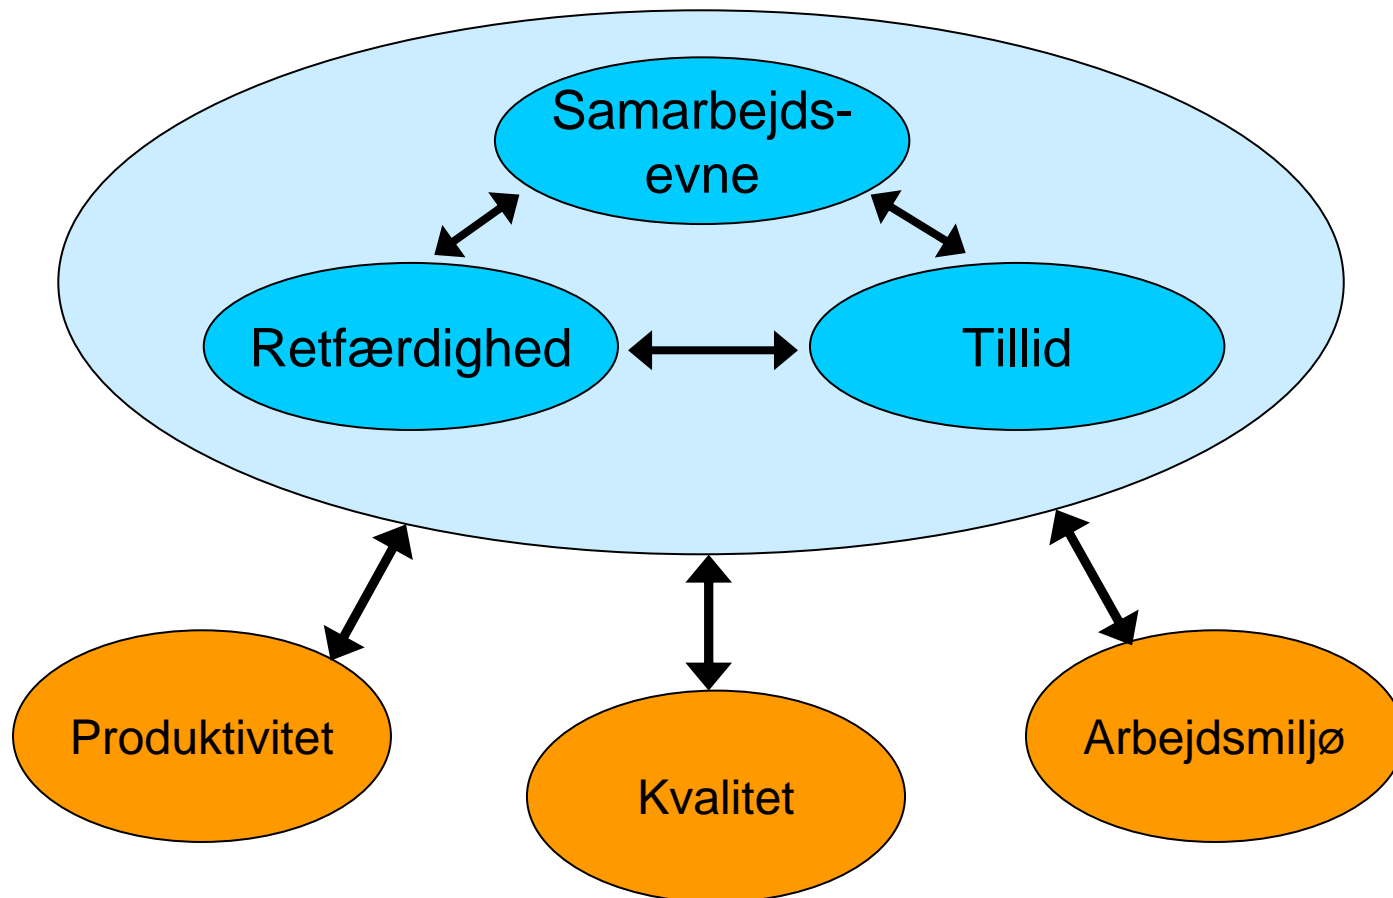 Samarbejds-
evne
Retfærdighed
Tillid
Produktivitet
Kvalitet
Arbejdsmiljø